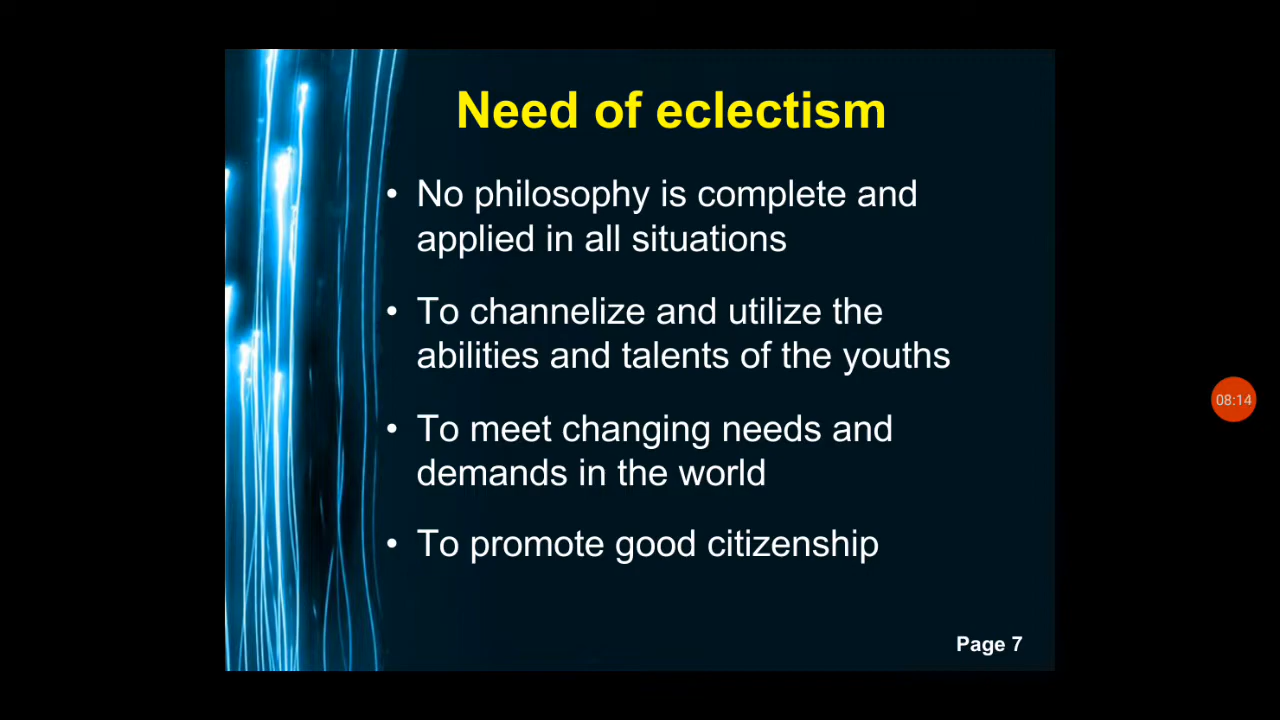 Need of eclectism
• No philosophy is complete and
applied in all situations
• To channelize and utilize the
abilities and talents of the youths
• To meet changing needs and
demands in the world
• To promote good citizenship
08:14
Page 7